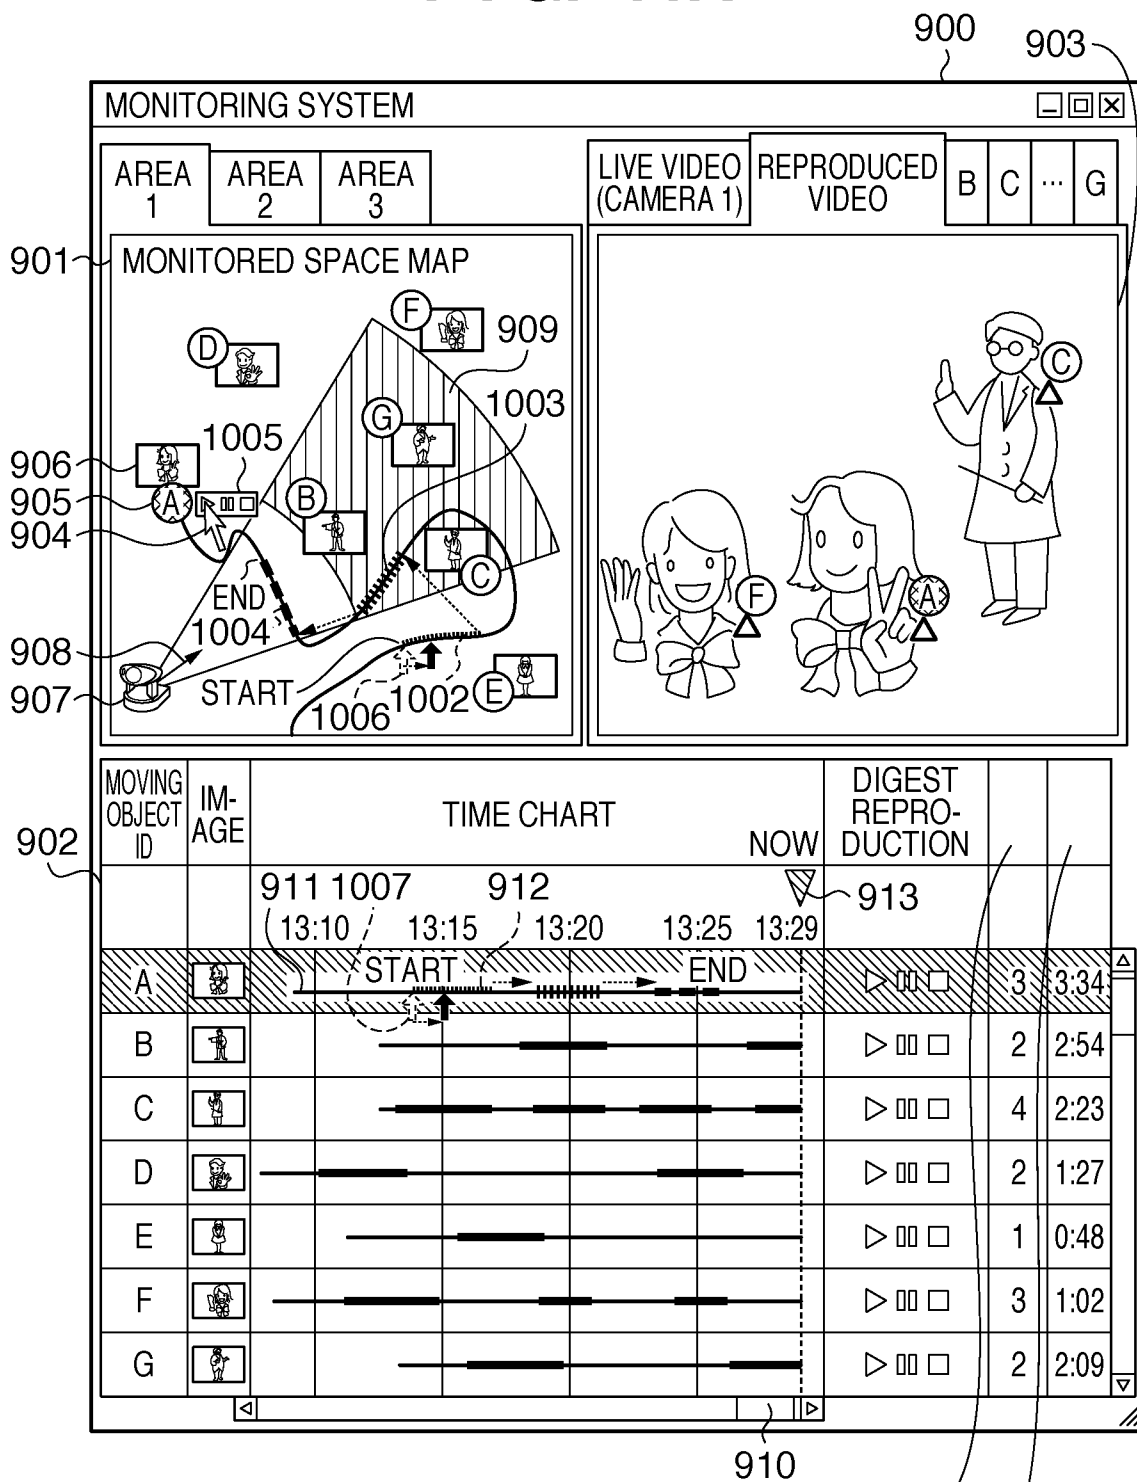 900
903
MONITORING SYSTEM
AREA
1
AREA
2
AREA
3
LIVE VIDEO
(CAMERA 1)
REPRODUCED
VIDEO
B
C
...
G
901
MONITORED SPACE MAP
F
909
D
1003
G
1005
906
905
A
904
B
C
END
1004
908
907
START
1006
1002
E
C
F
A
902
MOVING
OBJECT
ID
IM-
AGE
TIME CHART
NOW
DIGEST
REPRO-
DUCTION
911
1007
912
913
13:10
13:15
13:20
13:25
13:29
A
START
END
3
3:34
B
2
2:54
C
4
2:23
D
2
1:27
E
1
0:48
F
3
1:02
G
2
2:09
910